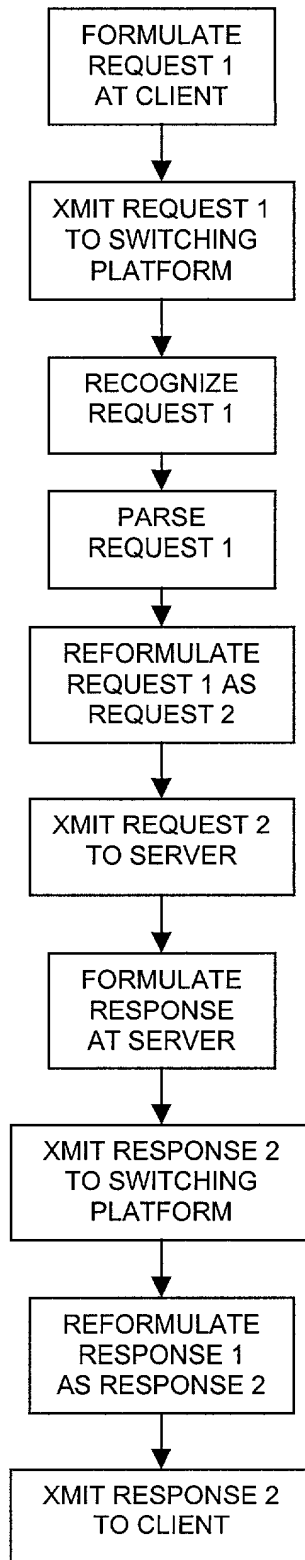 FORMULATE
REQUEST 1
AT CLIENT
XMIT REQUEST 1
TO SWITCHING
PLATFORM
RECOGNIZE
REQUEST 1
PARSE
REQUEST 1
REFORMULATE
REQUEST 1 AS
REQUEST 2
XMIT REQUEST 2
TO SERVER
FORMULATE
RESPONSE
AT SERVER
XMIT RESPONSE 2
TO SWITCHING
PLATFORM
REFORMULATE
RESPONSE 1
AS RESPONSE 2
XMIT RESPONSE 2
TO CLIENT